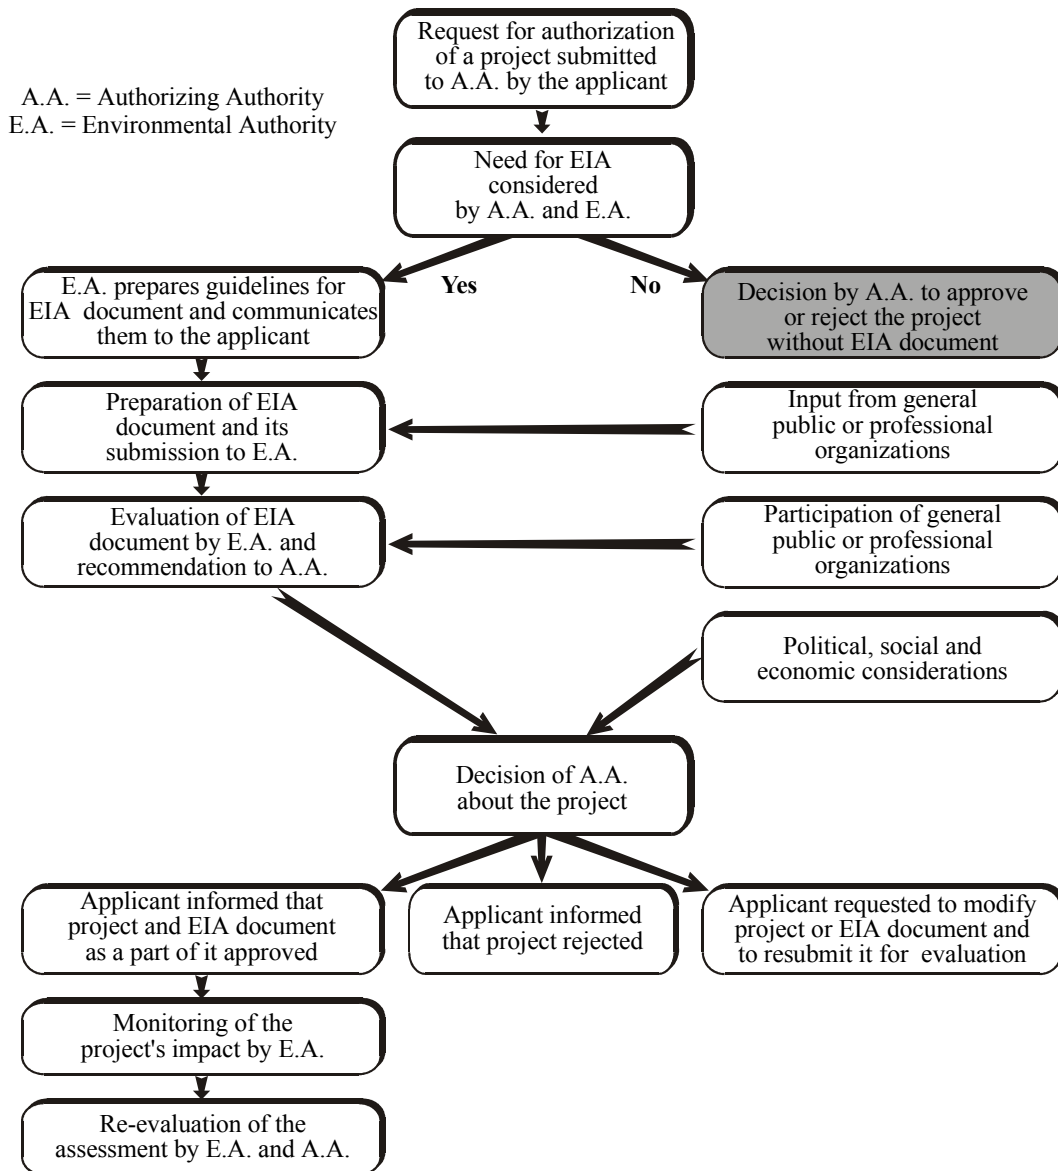 Request for authorization
of a project submitted
to A.A. by the applicant
A.A. = Authorizing Authority
E.A. = Environmental Authority
Need for EIA
considered
by A.A. and E.A.
Yes
No
E.A. prepares guidelines for
EIA document and communicates
them to the applicant
Decision by A.A. to approve
or reject the project
without EIA document
Preparation of EIA
document and its
submission to E.A.
Input from general
public or professional
organizations
Evaluation of EIA
document by E.A. and
recommendation to A.A.
Participation of general
public or professional
organizations
Political, social and
economic considerations
Decision of A.A.
about the project
Applicant informed that
project and EIA document
as a part of it approved
Applicant informed
that project rejected
Applicant requested to modify
project or EIA document and
to resubmit it for evaluation
Monitoring of the
project's impact by E.A.
Re-evaluation of the
assessment by E.A. and A.A.